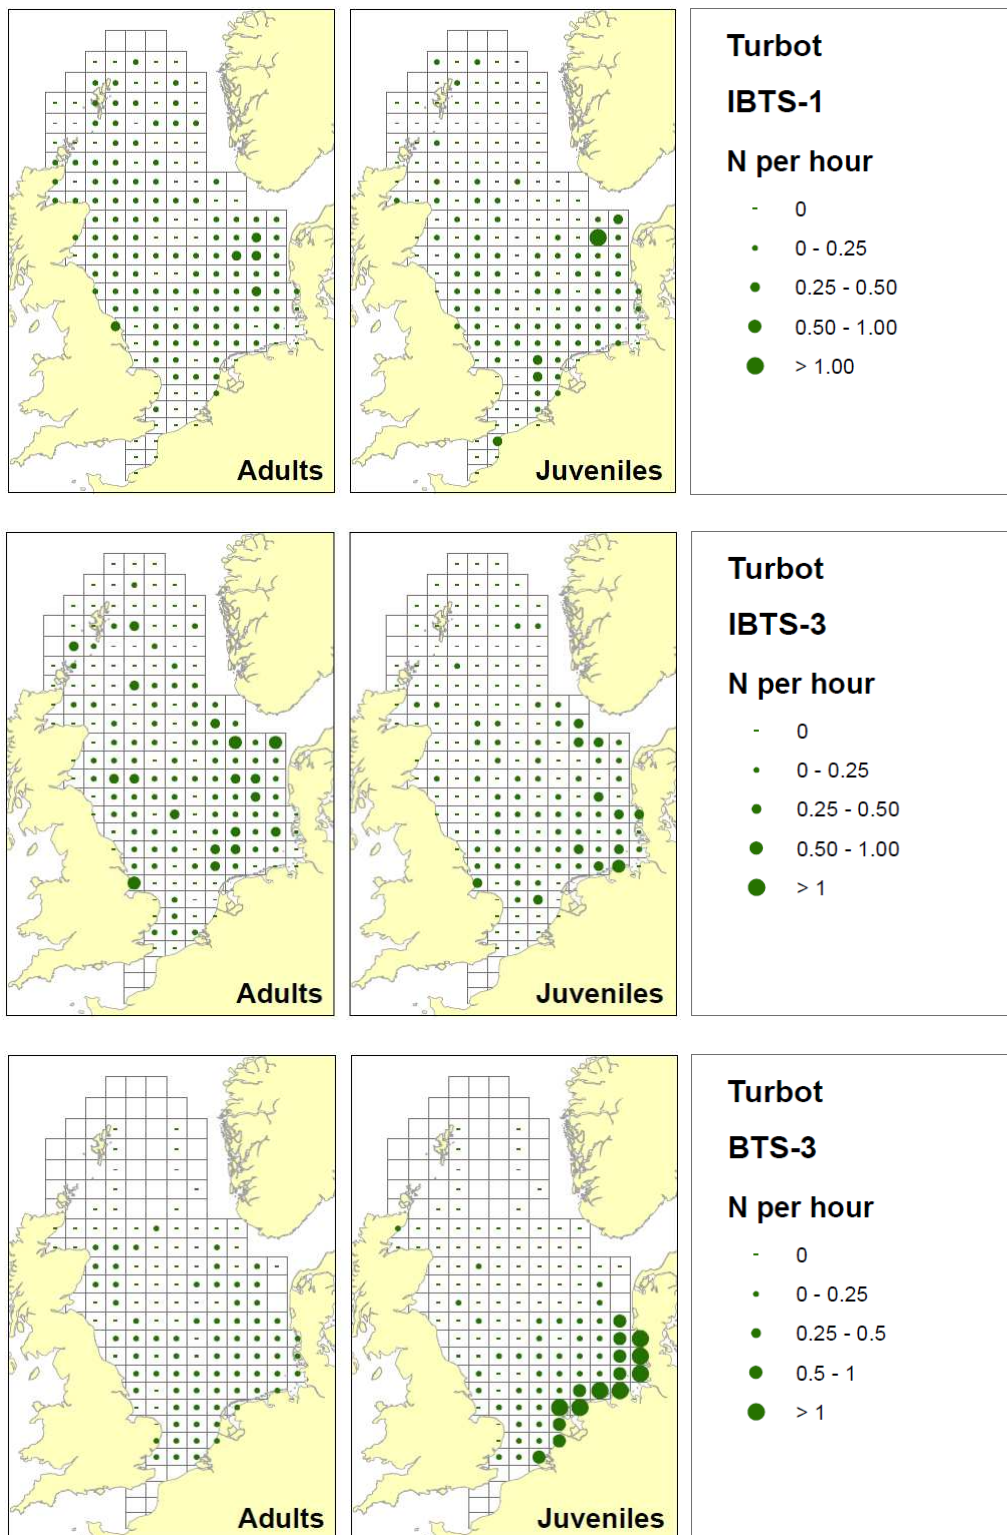 Turbot
IBTS-1
N per hour
- 0
0 - 0.25
0.25 - 0.50
0.50 - 1.00
> 1.00
Adults
Juveniles
Turbot
IBTS-3
N per hour
- 0
0 - 0.25
0.25 - 0.50
0.50 - 1.00
> 1
Adults
Juveniles
Turbot
BTS-3
N per hour
- 0
0 - 0.25
0.25 - 0.5
0.5 - 1
> 1
Adults
Juveniles